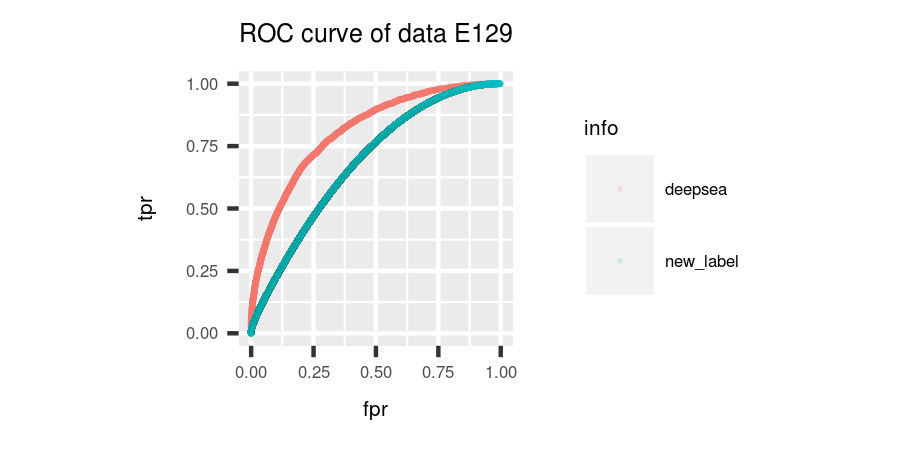 ROC curve of data E129
tpr
1.00
0.75
0.50
0.25
0.00
0.00 0.25 0.50 0.75 1.00
fpr
info
deepsea
new_label